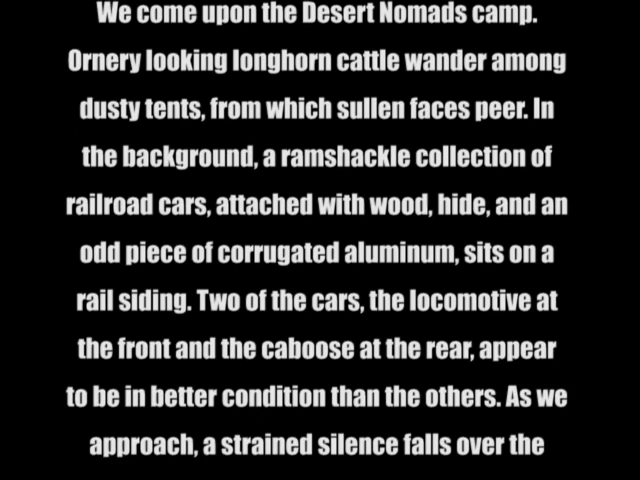 We come upon the Desert Nomads camp.
Ornery looking longhorn cattle wander among
dusty tents, from which sullen faces peer. In
the background, a ramshackle collection of
railroad cars, attached with wood, hide, and an
odd piece of corrugated aluminum, sits on a
rail siding. Two of the cars, the locomotive at
the front and the caboose at the rear, appear
to be in better condition than the others. As we
approach, a strained silence falls over the